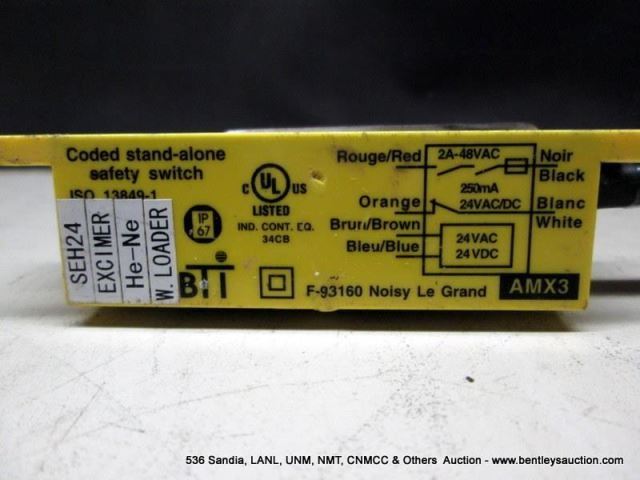 Coded stand-alone
safety switch
ISO 13849-1
SEH24
EXCIMER
He-Ne
W. LOADER
IP
67
BTI
C UL US
LISTED
IND. CONT. EQ.
34CB
Rouge/Red
2A-48VAC
Noir
Black
250mA
Orange
24VAC/DC
Blanc
White
Brun/Brown
Bleu/Blue
24VAC
24VDC
F-93160 Noisy Le Grand
AMX3
536 Sandia, LANL, UNM, NMT, CNMCC & Others Auction - www.bentleysauction.com